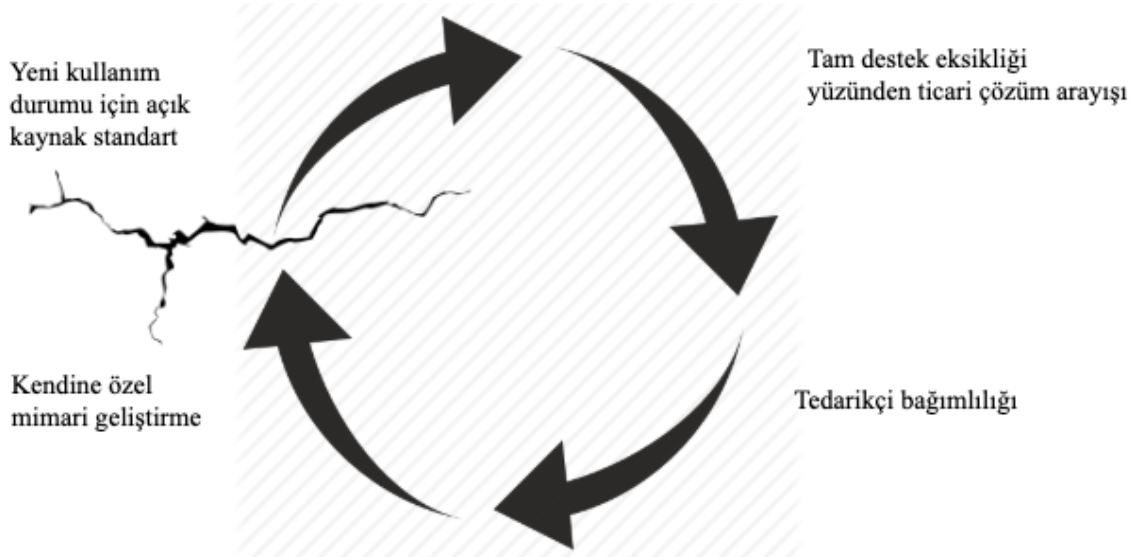 Yeni kullanım
durumu için açık
kaynak standart
Tam destek eksikliği
yüzünden ticari çözüm arayışı
Kendine özel
mimari geliştirme
Tedarikçi bağımlılığı